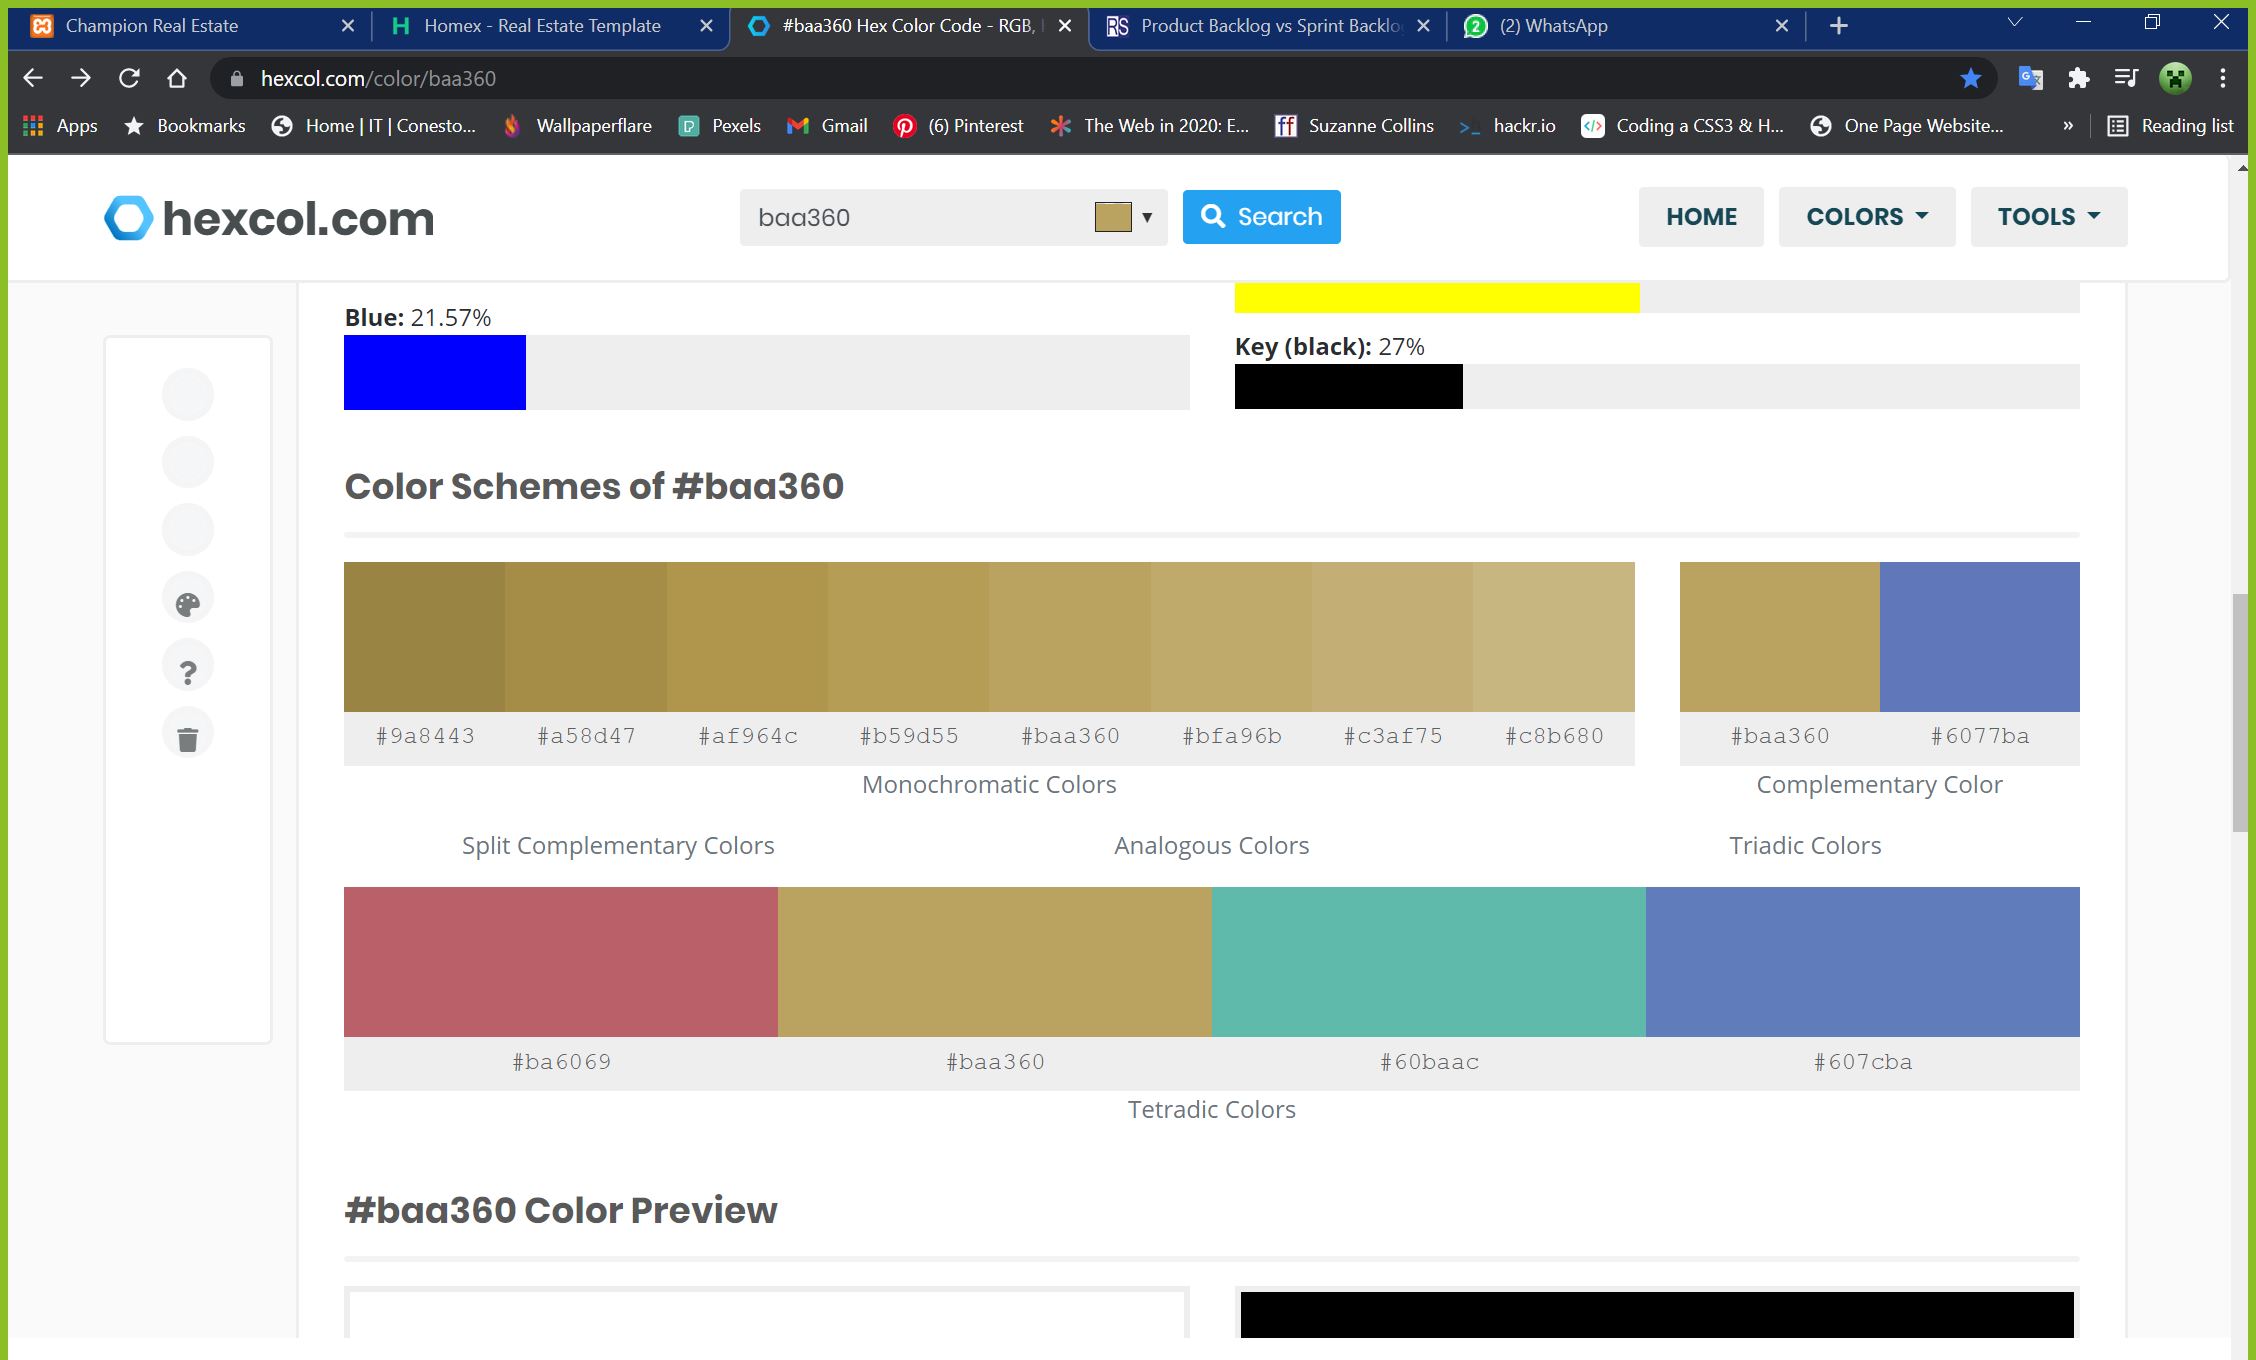 Champion Real Estate
Homex - Real Estate Template
#baa360 Hex Color Code - RGB,
RS Product Backlog vs Sprint Backlo
2 (2) WhatsApp
hexcol.com/color/baa360
Apps Bookmarks Home | IT | Conesto... Wallpaperflare Pexels Gmail (6) Pinterest The Web in 2020: E... ff Suzanne Collins hackr.io Coding a CSS3 & H... One Page Website... » Reading list
hexcol.com baa360 Search HOME COLORS TOOLS
Blue: 21.57%
Key (black): 27%
Color Schemes of #baa360
#9a8443 #a58d47 #af964c #b59d55 #baa360 #bfa96b #c3af75 #c8b680
Monochromatic Colors
#baa360 #6077ba
Complementary Color
Split Complementary Colors Analogous Colors Triadic Colors
#ba6069 #baa360 #60baac #607cba
Tetradic Colors
#baa360 Color Preview